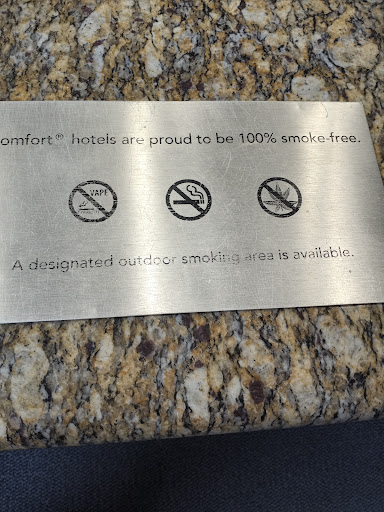 omfort® hotels are proud to be 100% smoke-free.
VAPE
A designated outdoor smoking area is available.